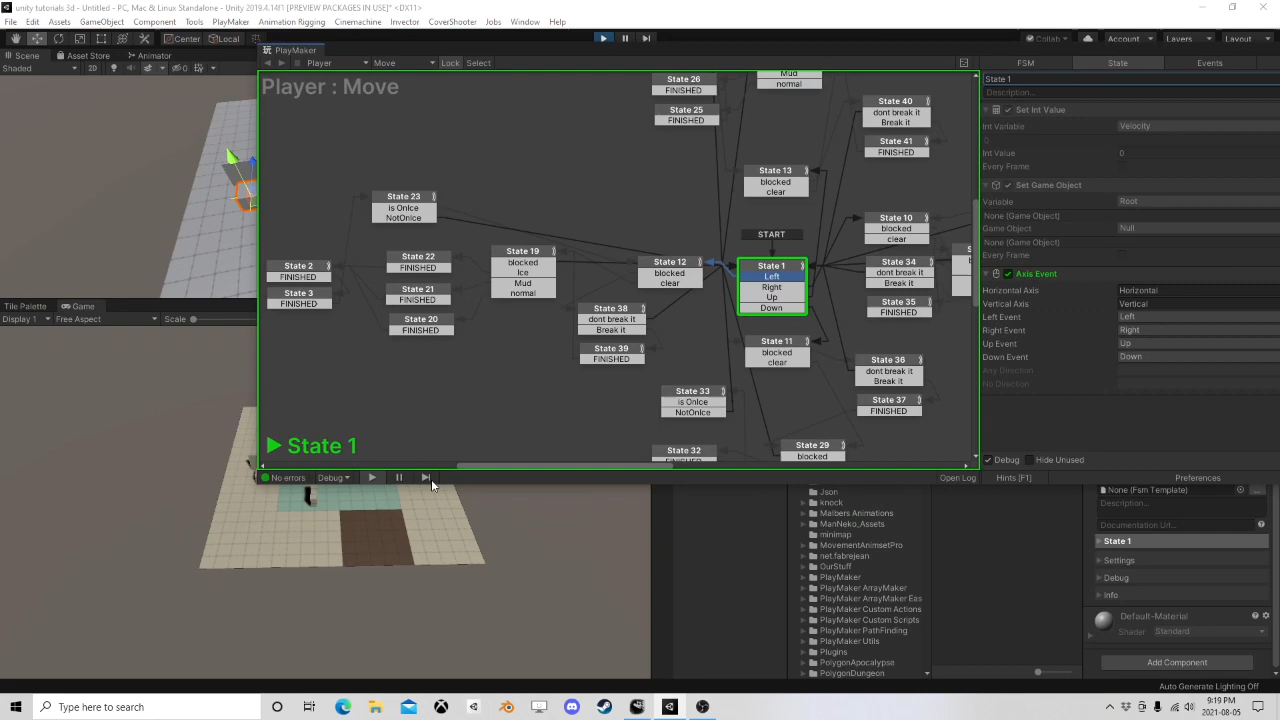 unity tutorials 3d - Untitled - PC, Mac & Linux Standalone - Unity 2019.4.14f1 [PREVIEW PACKAGES IN USE]* <DX11>
File Edit Assets GameObject Component Tools PlayMaker Animation Rigging Cinemachine Invector CoverShooter Jobs Window Help
Center Local Collab Account Layers Layout
Scene Asset Store Animator
PlayMaker
Shaded 2D 0
Player Move Lock Select
FSM State Events
Player : Move
State 1
Description...
Set Int Value
Int Variable Velocity
0
Int Value 0
Every Frame
Set Game Object
Variable Root
None (Game Object)
Game Object Null
None (Game Object)
Every Frame
Axis Event
Horizontal Axis Horizontal
Vertical Axis Vertical
Left Event Left
Right Event Right
Up Event Up
Down Event Down
Any Direction
No Direction
State 26
FINISHED
State 25
FINISHED
Mud
normal
State 40
dont break it
Break it
State 41
FINISHED
State 13
blocked
clear
State 23
is OnIce
NotOnIce
START
State 10
blocked
clear
State 2
FINISHED
State 3
FINISHED
State 22
FINISHED
State 21
FINISHED
State 20
FINISHED
State 19
blocked
Ice
Mud
normal
State 12
blocked
clear
State 1
Left
Right
Up
Down
State 34
dont break it
Break it
State 35
FINISHED
State 38
dont break it
Break it
State 39
FINISHED
State 11
blocked
clear
State 36
dont break it
Break it
State 37
FINISHED
State 33
is OnIce
NotOnIce
State 32
FINISHED
State 29
blocked
State 1
Debug Hide Unused
No errors Debug Open Log Hints [F1] Preferences
Tile Palette Game
Display 1 Free Aspect Scale
Json
knock
Malbers Animations
ManNeko_Assets
minimap
MovementAnimsetPro
net.fabrejean
OurStuff
PlayMaker
PlayMaker ArrayMaker
PlayMaker ArrayMaker Eas
PlayMaker Custom Actions
PlayMaker Custom Scripts
PlayMaker PathFinding
PlayMaker Utils
Plugins
PolygonApocalypse
PolygonDungeon
None (Fsm Template)
Description...
Documentation Url...
State 1
Settings
Debug
Info
Default-Material
Shader Standard
Add Component
Auto Generate Lighting Off
Type here to search
9:19 PM
2021-08-05